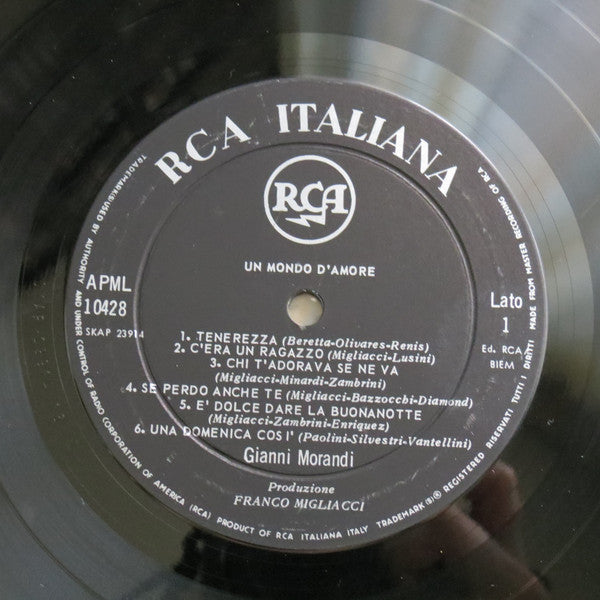 RCA ITALIANA
RCA
UN MONDO D'AMORE
APML
10428
SKAP 23914
Lato
1
Ed. RCA
BIEM
1. TENEREZZA (Beretta-Olivares-Renis)
2. C'ERA UN RAGAZZO (Migliacci-Lusini)
3. CHI T'ADORAVA SE NE VA
(Migliacci-Minardi-Zambrini)
4. SE PERDO ANCHE TE (Migliacci-Bazzocchi-Diamond)
5. E' DOLCE DARE LA BUONANOTTE
(Migliacci-Zambrini-Enriquez)
6. UNA DOMENICA COSI' (Paolini-Silvestri-Vantellini)
Gianni Morandi
Produzione
FRANCO MIGLIACCI
TRADEMARK(S)USED BY AUTHORITY AND UNDER CONTROL OF RADIO CORPORATION OF AMERICA (RCA) PRODUCT OF RCA ITALIANA ITALY TRADEMARK(S)® REGISTERED RISERVATI TUTTI I DIRITTI MADE FROM MASTER RECORDING OF RCA